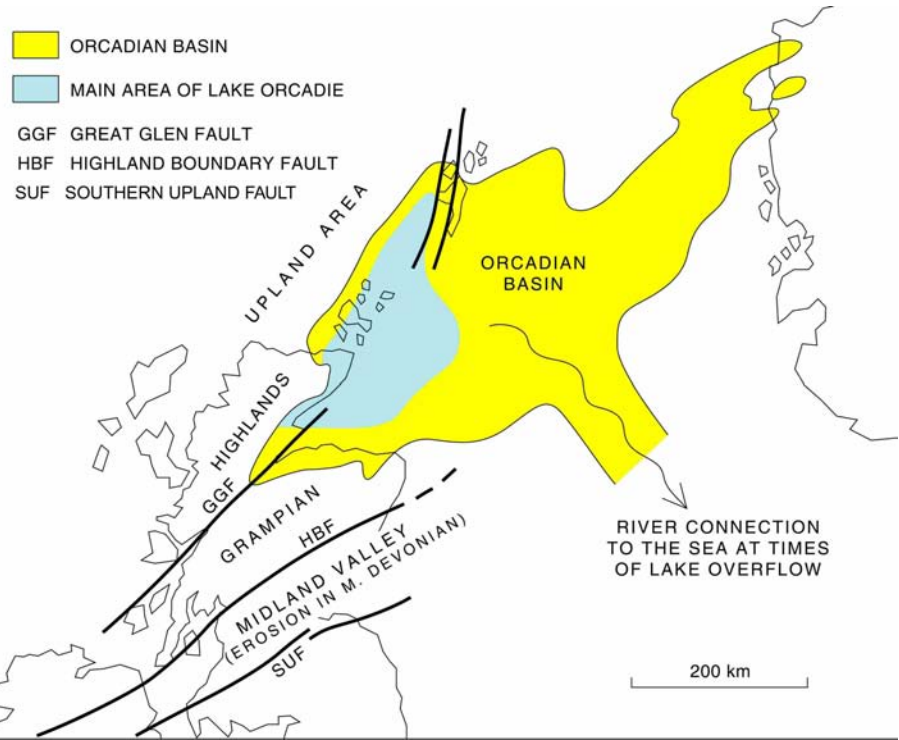 ORCADIAN BASIN
MAIN AREA OF LAKE ORCADIE
GGF GREAT GLEN FAULT
HBF HIGHLAND BOUNDARY FAULT
SUF SOUTHERN UPLAND FAULT
UPLAND AREA
ORCADIAN
BASIN
HIGHLANDS
GGF
GRAMPIAN
HBF
MIDLAND VALLEY
(EROSION IN M. DEVONIAN)
SUF
RIVER CONNECTION
TO THE SEA AT TIMES
OF LAKE OVERFLOW
200 km